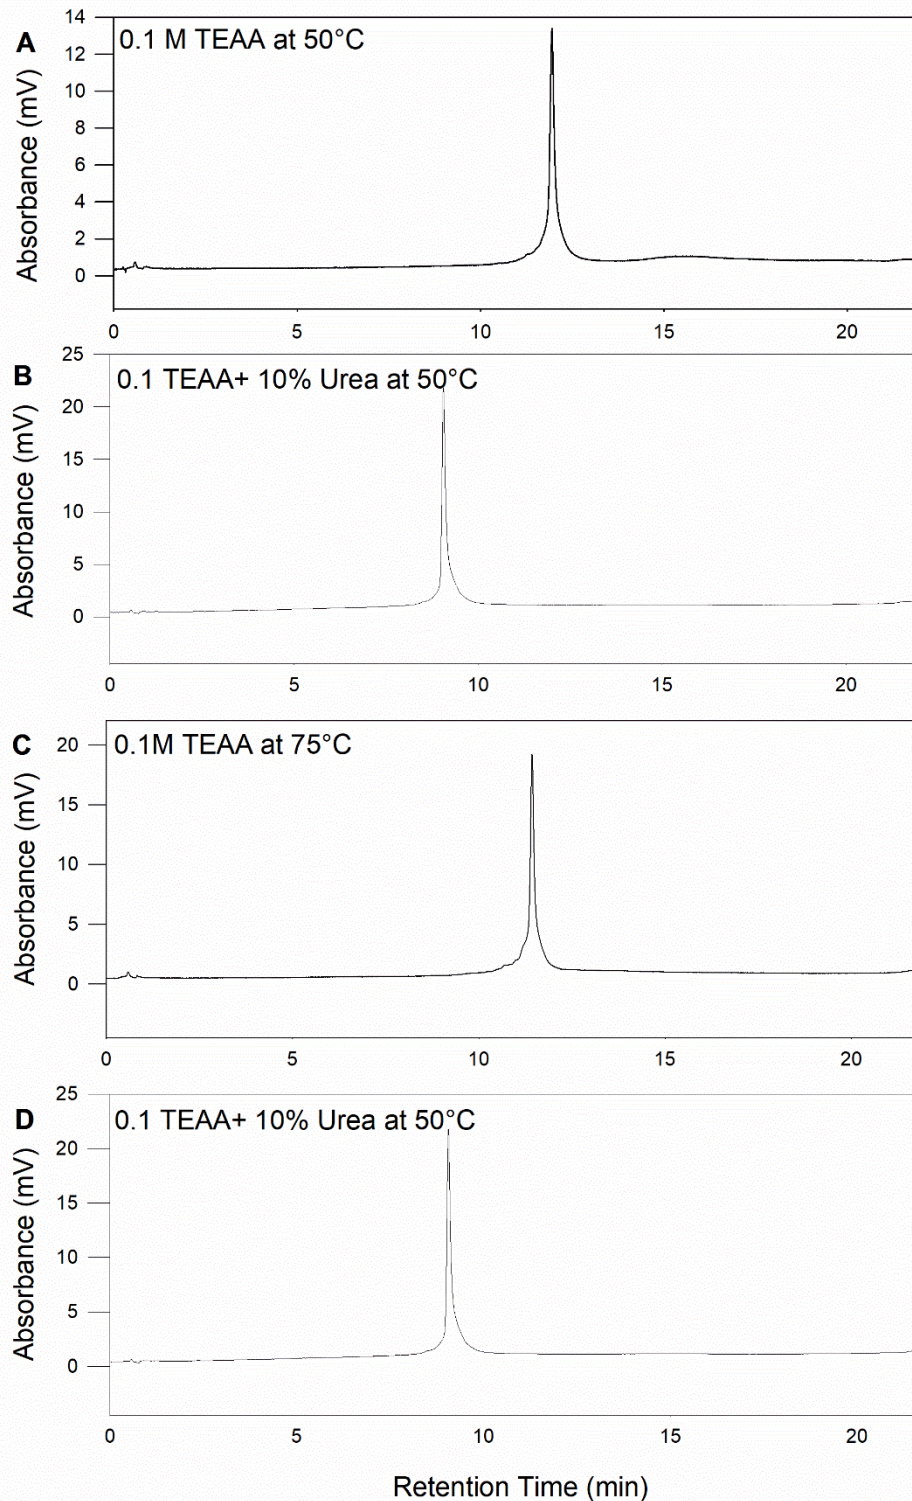 A
0.1 M TEAA at 50°C
Absorbance (mV)
14
12
10
8
6
4
2
0
0 5 10 15 20
B
0.1 TEAA+ 10% Urea at 50°C
Absorbance (mV)
25
20
15
10
5
0
0 5 10 15 20
C
0.1M TEAA at 75°C
Absorbance (mV)
20
15
10
5
0
0 5 10 15 20
D
0.1 TEAA+ 10% Urea at 50°C
Absorbance (mV)
25
20
15
10
5
0
0 5 10 15 20
Retention Time (min)